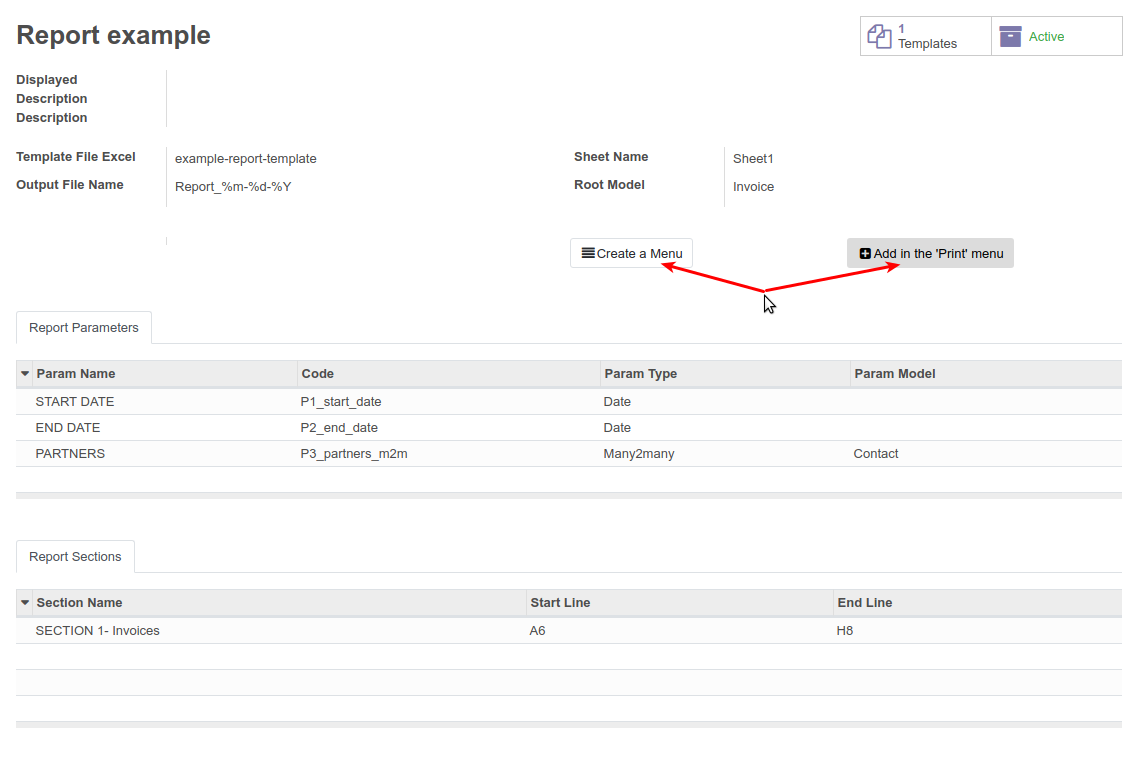 Report example
1
Templates
Active
Displayed
Description
Description
Template File Excel example-report-template Sheet Name Sheet1
Output File Name Report_%m-%d-%Y Root Model Invoice
Create a Menu Add in the 'Print' menu
Report Parameters
Param Name Code Param Type Param Model
START DATE P1_start_date Date
END DATE P2_end_date Date
PARTNERS P3_partners_m2m Many2many Contact
Report Sections
Section Name Start Line End Line
SECTION 1- Invoices A6 H8